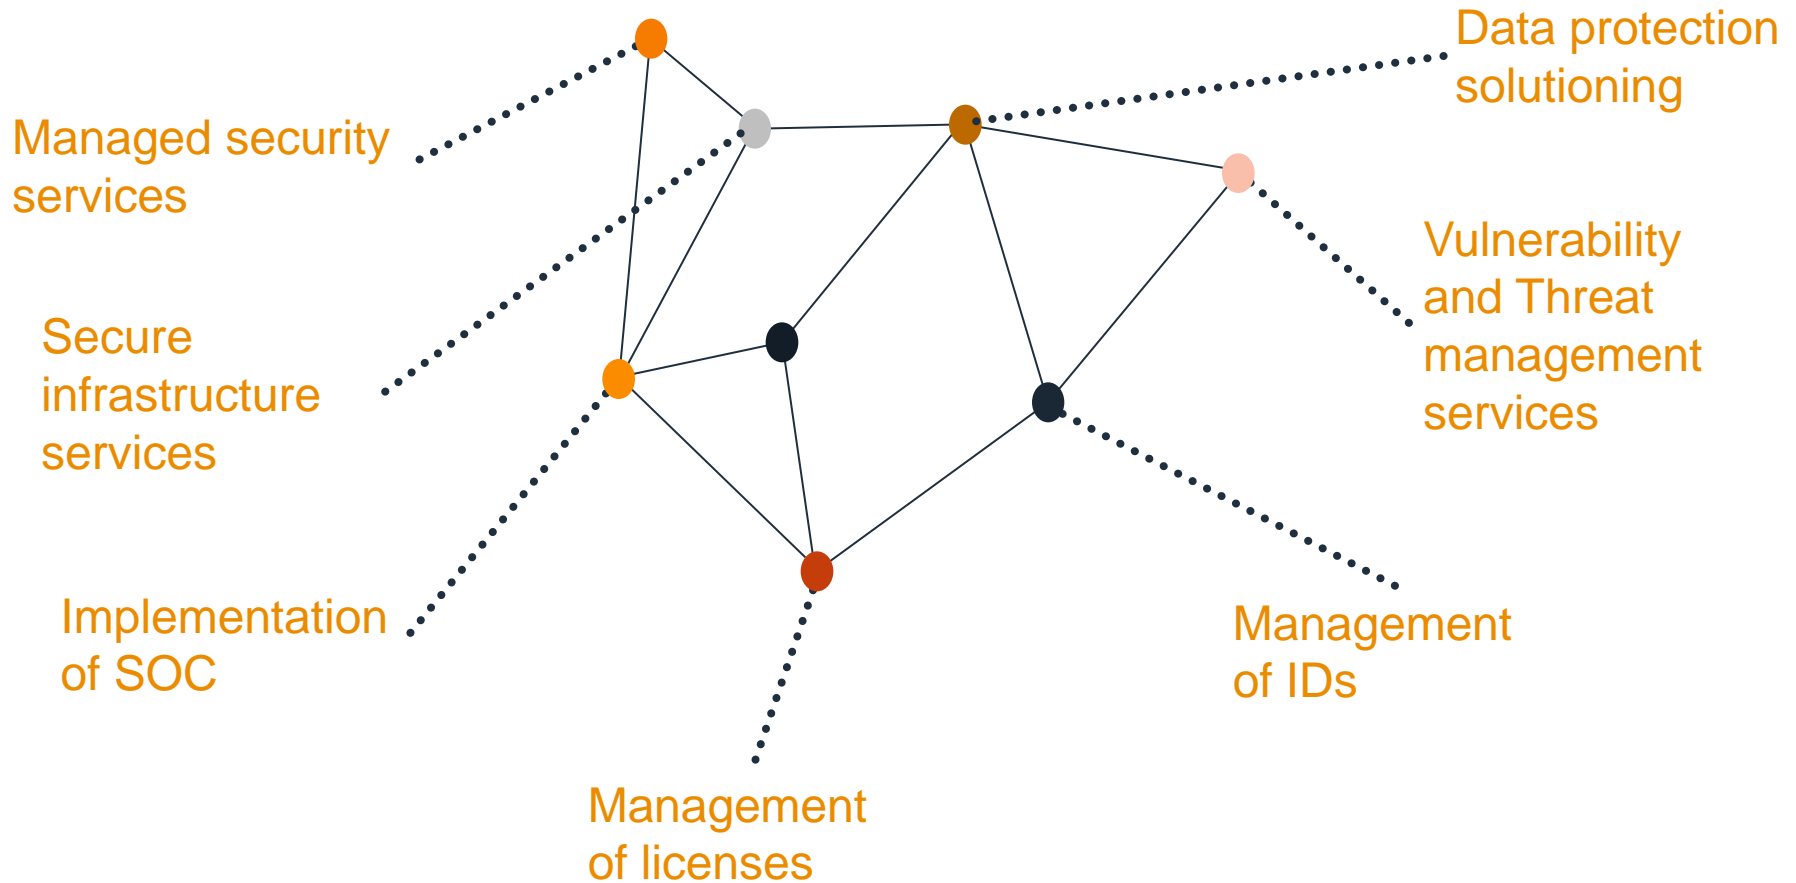 Data protection
solutioning
Managed security
services
Vulnerability
and Threat
management
services
Secure
infrastructure
services
Implementation
of SOC
Management
of IDs
Management
of licenses